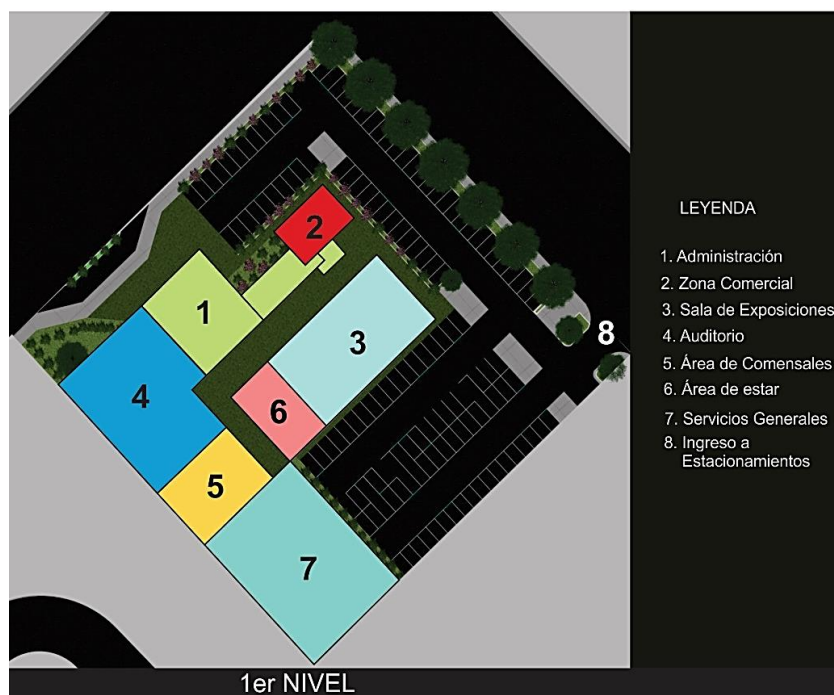 2
1
3
4
6
5
7
8
LEYENDA
1. Administración
2. Zona Comercial
3. Sala de Exposiciones
4. Auditorio
5. Área de Comensales
6. Área de estar
7. Servicios Generales
8. Ingreso a
Estacionamientos
1er NIVEL